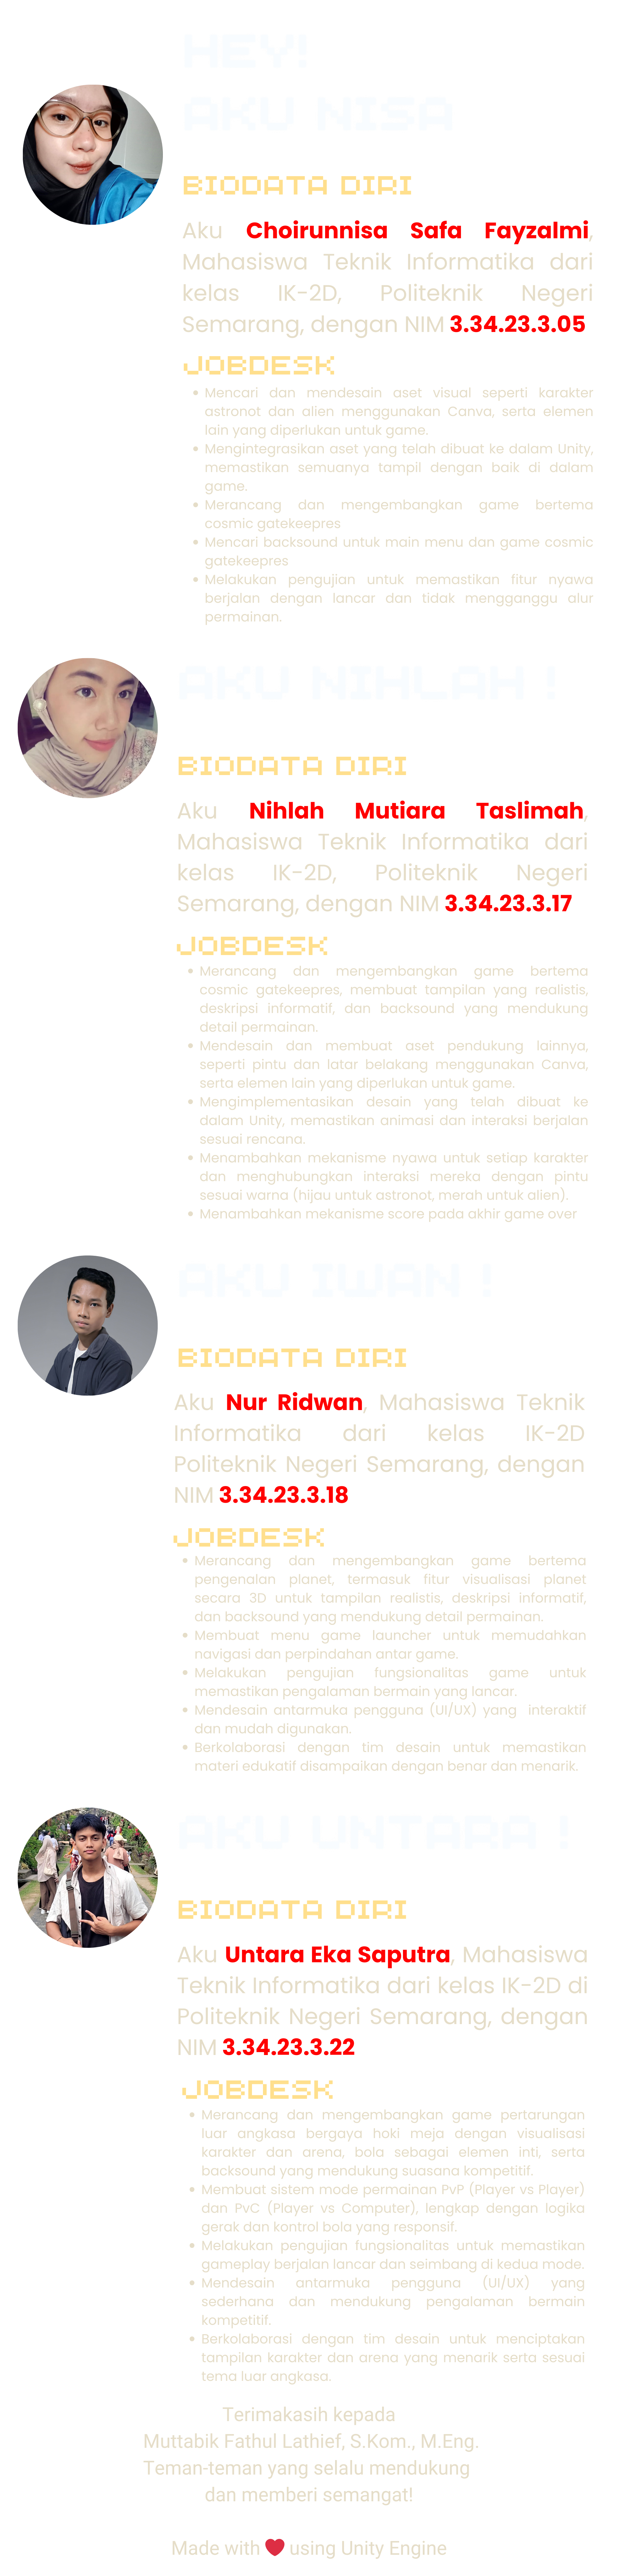 HEY!
AKU NISA
BIODATA DIRI
Aku Choirunnisa Safa Fayzalmi,
Mahasiswa Teknik Informatika dari
kelas IK-2D, Politeknik Negeri
Semarang, dengan NIM 3.34.23.3.05
JOBDESK
• Mencari dan mendesain aset visual seperti karakter
astronot dan alien menggunakan Canva, serta elemen
lain yang diperlukan untuk game.
• Mengintegrasikan aset yang telah dibuat ke dalam Unity,
memastikan semuanya tampil dengan baik di dalam
game.
• Merancang dan mengembangkan game bertema
cosmic gatekeepres
• Mencari backsound untuk main menu dan game cosmic
gatekeepres
• Melakukan pengujian untuk memastikan fitur nyawa
berjalan dengan lancar dan tidak mengganggu alur
permainan.
AKU NIHLAH !
BIODATA DIRI
Aku Nihlah Mutiara Taslimah,
Mahasiswa Teknik Informatika dari
kelas IK-2D, Politeknik Negeri
Semarang, dengan NIM 3.34.23.3.17
JOBDESK
• Merancang dan mengembangkan game bertema
cosmic gatekeepres, membuat tampilan yang realistis,
deskripsi informatif, dan backsound yang mendukung
detail permainan.
• Mendesain dan membuat aset pendukung lainnya,
seperti pintu dan latar belakang menggunakan Canva,
serta elemen lain yang diperlukan untuk game.
• Mengimplementasikan desain yang telah dibuat ke
dalam Unity, memastikan animasi dan interaksi berjalan
sesuai rencana.
• Menambahkan mekanisme nyawa untuk setiap karakter
dan menghubungkan interaksi mereka dengan pintu
sesuai warna (hijau untuk astronot, merah untuk alien).
• Menambahkan mekanisme score pada akhir game over
AKU IWAN !
BIODATA DIRI
Aku Nur Ridwan, Mahasiswa Teknik
Informatika dari kelas IK-2D
Politeknik Negeri Semarang, dengan
NIM 3.34.23.3.18
JOBDESK
• Merancang dan mengembangkan game bertema
pengenalan planet, termasuk fitur visualisasi planet
secara 3D untuk tampilan realistis, deskripsi informatif,
dan backsound yang mendukung detail permainan.
• Membuat menu game launcher untuk memudahkan
navigasi dan perpindahan antar game.
• Melakukan pengujian fungsionalitas game untuk
memastikan pengalaman bermain yang lancar.
• Mendesain antarmuka pengguna (UI/UX) yang interaktif
dan mudah digunakan.
• Berkolaborasi dengan tim desain untuk memastikan
materi edukatif disampaikan dengan benar dan menarik.
AKU UNTARA !
BIODATA DIRI
Aku Untara Eka Saputra, Mahasiswa
Teknik Informatika dari kelas IK-2D di
Politeknik Negeri Semarang, dengan
NIM 3.34.23.3.22
JOBDESK
• Merancang dan mengembangkan game pertarungan
luar angkasa bergaya hoki meja dengan visualisasi
karakter dan arena, bola sebagai elemen inti, serta
backsound yang mendukung suasana kompetitif.
• Membuat sistem mode permainan PvP (Player vs Player)
dan PvC (Player vs Computer), lengkap dengan logika
gerak dan kontrol bola yang responsif.
• Melakukan pengujian fungsionalitas untuk memastikan
gameplay berjalan lancar dan seimbang di kedua mode.
• Mendesain antarmuka pengguna (UI/UX) yang
sederhana dan mendukung pengalaman bermain
kompetitif.
• Berkolaborasi dengan tim desain untuk menciptakan
tampilan karakter dan arena yang menarik serta sesuai
tema luar angkasa.
Terimakasih kepada
Muttabik Fathul Lathief, S.Kom., M.Eng.
Teman-teman yang selalu mendukung
dan memberi semangat!
Made with ❤ using Unity Engine